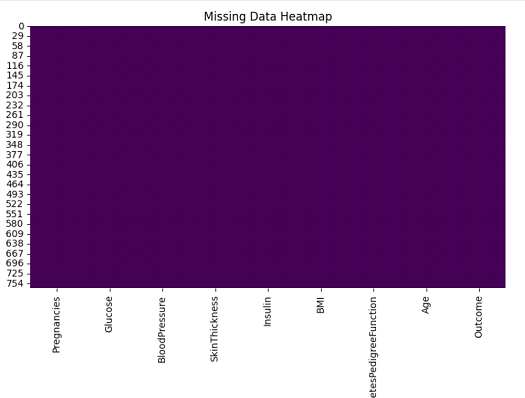 Missing Data Heatmap
0
29
58
87
116
145
174
203
232
261
290
319
348
377
406
435
464
493
522
551
580
609
638
667
696
725
754
Pregnancies
Glucose
BloodPressure
SkinThickness
Insulin
BMI
etesPedigreeFunction
Age
Outcome